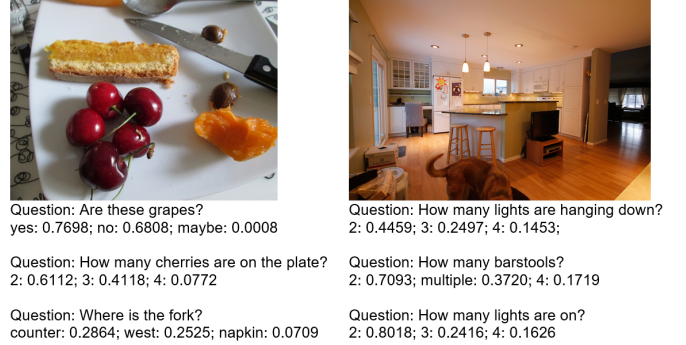 Question: Are these grapes?
yes: 0.7698; no: 0.6808; maybe: 0.0008
Question: How many cherries are on the plate?
2: 0.6112; 3: 0.4118; 4: 0.0772
Question: Where is the fork?
counter: 0.2864; west: 0.2525; napkin: 0.0709
Question: How many lights are hanging down?
2: 0.4459; 3: 0.2497; 4: 0.1453;
Question: How many barstools?
2: 0.7093; multiple: 0.3720; 4: 0.1719
Question: How many lights are on?
2: 0.8018; 3: 0.2416; 4: 0.1626